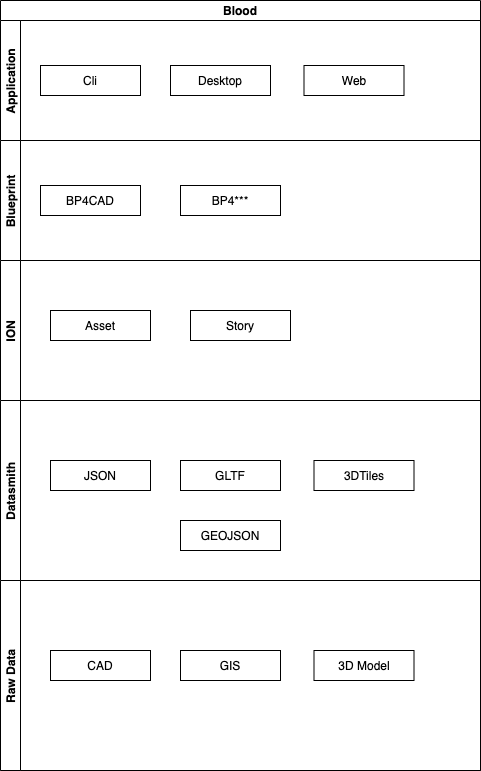 Blood
Application
Cli
Desktop
Web
Blueprint
BP4CAD
BP4***
ION
Asset
Story
Datasmith
JSON
GLTF
3DTiles
GEOJSON
Raw Data
CAD
GIS
3D Model